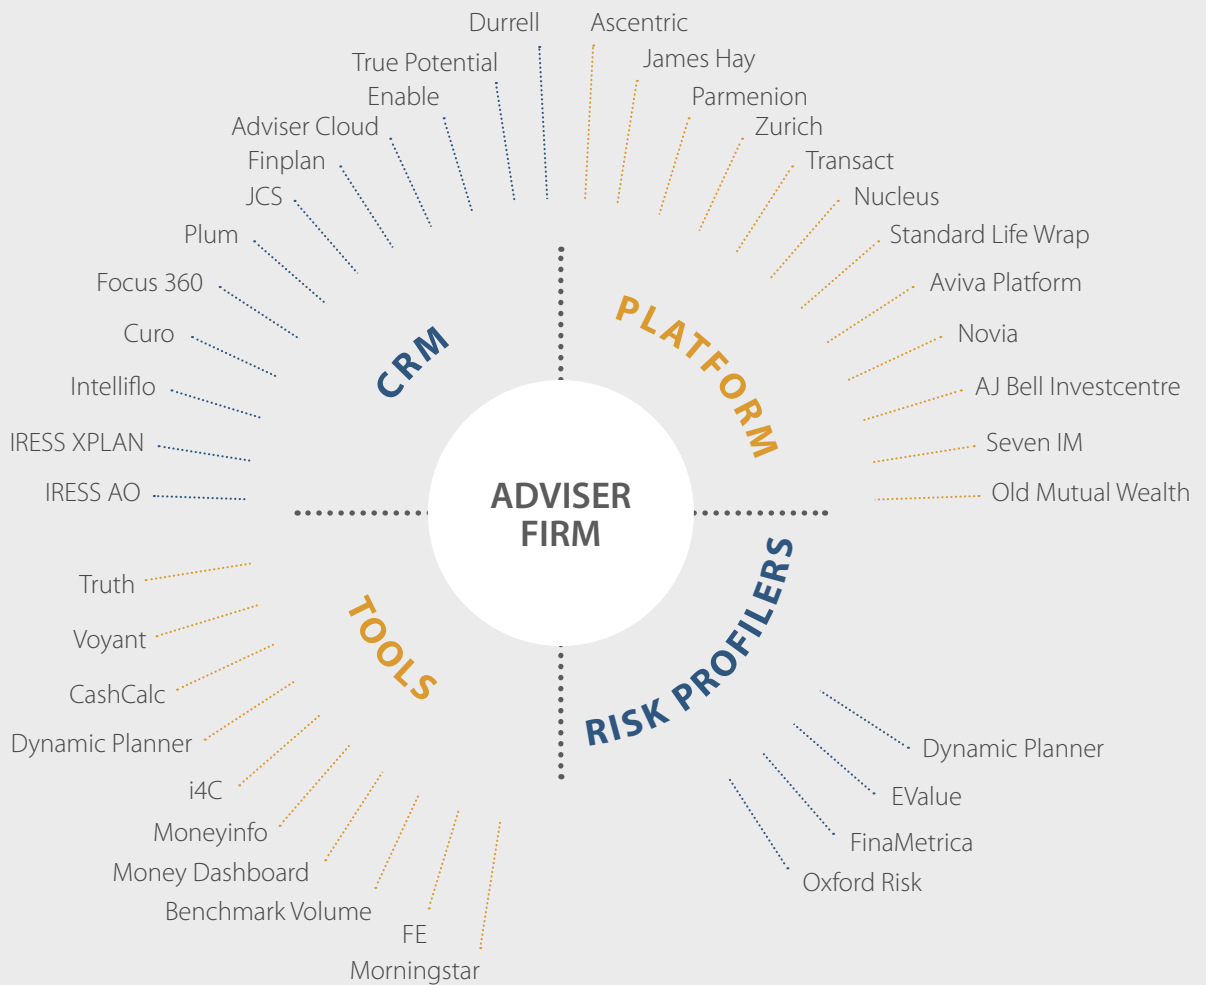 Durrell
True Potential
Enable
Adviser Cloud
Finplan
JCS
Plum
Focus 360
Curo
Intelliflo
IRESS XPLAN
IRESS AO
CRM
Ascentric
James Hay
Parmenion
Zurich
Transact
Nucleus
Standard Life Wrap
Aviva Platform
Novia
AJ Bell Investcentre
Seven IM
Old Mutual Wealth
PLATFORM
ADVISER
FIRM
TOOLS
Truth
Voyant
CashCalc
Dynamic Planner
i4C
Moneyinfo
Money Dashboard
Benchmark Volume
FE
Morningstar
RISK PROFILERS
Dynamic Planner
EValue
FinaMetrica
Oxford Risk